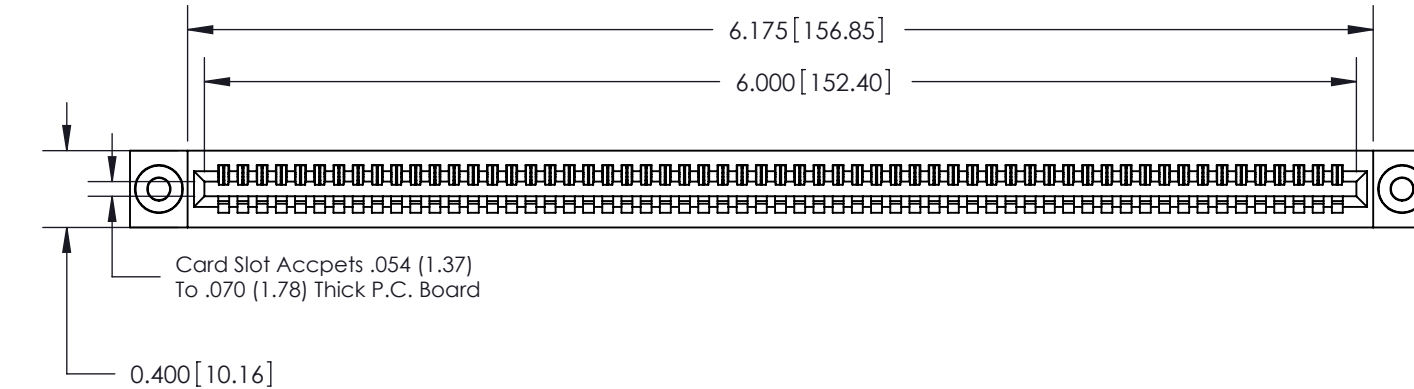 6.175[156.85]
6.000[152.40]
Card Slot Accpets .054 (1.37)
To .070 (1.78) Thick P.C. Board
0.400[10.16]